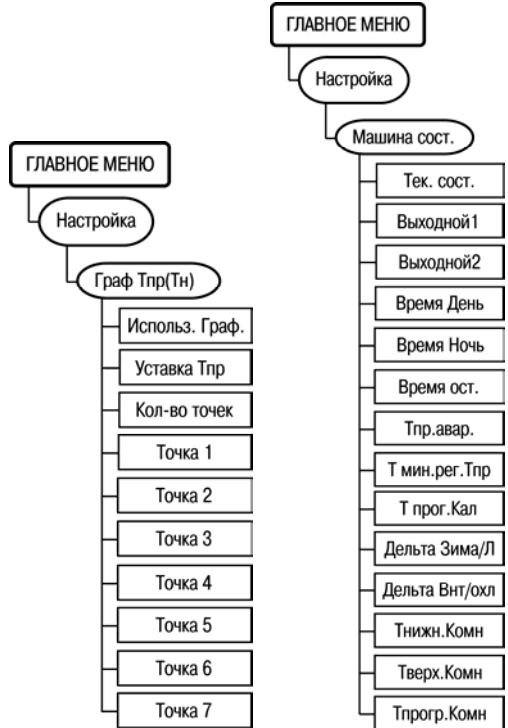 ГЛАВНОЕ МЕНЮ
Настройка
Граф Тпр(Тн)
Использ. Граф.
Уставка Тпр
Кол-во точек
Точка 1
Точка 2
Точка 3
Точка 4
Точка 5
Точка 6
Точка 7
ГЛАВНОЕ МЕНЮ
Настройка
Машина сост.
Тек. сост.
Выходной1
Выходной2
Время День
Время Ночь
Время ост.
Тпр.авар.
Т мин.рег.Тпр
Т прог.Кал
Дельта Зима/Л
Дельта Внт/охл
Тнижн.Комн
Тверх.Комн
Тпрогр.Комн